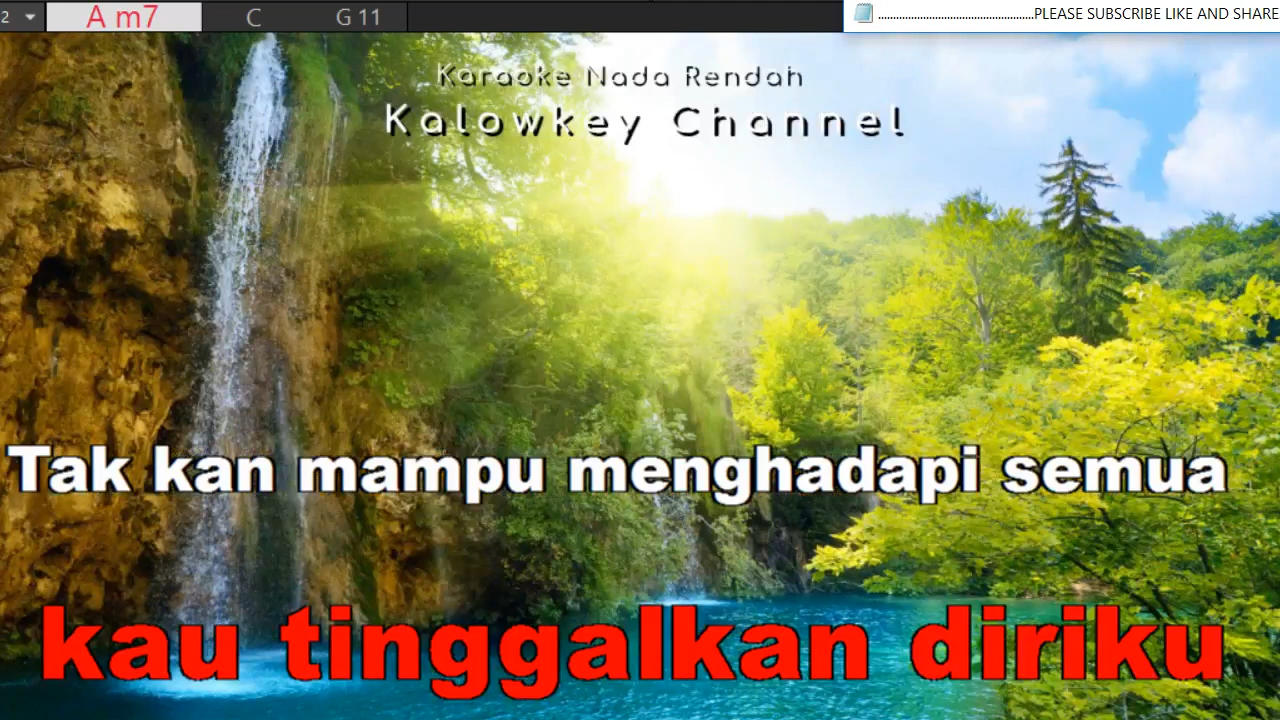 2 A m7 C G 11
..................................................PLEASE SUBSCRIBE LIKE AND SHARE
Karaoke Nada Rendah
Kalowkey Channel
Tak kan mampu menghadapi semua
kau tinggalkan diriku